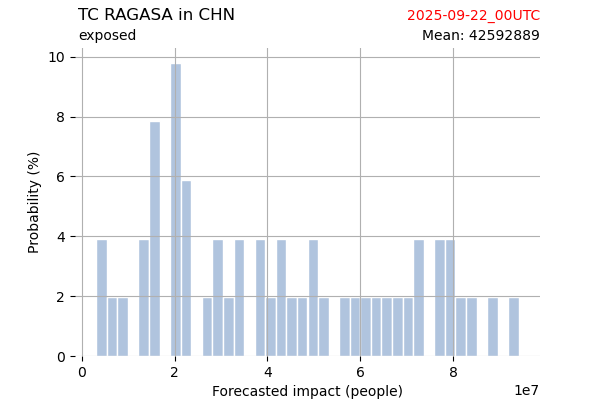 TC RAGASA in CHN
2025-09-22_00UTC
exposed
Mean: 42592889
10
8
6
4
2
0
Probability (%)
0 2 4 6 8
Forecasted impact (people)
1e7